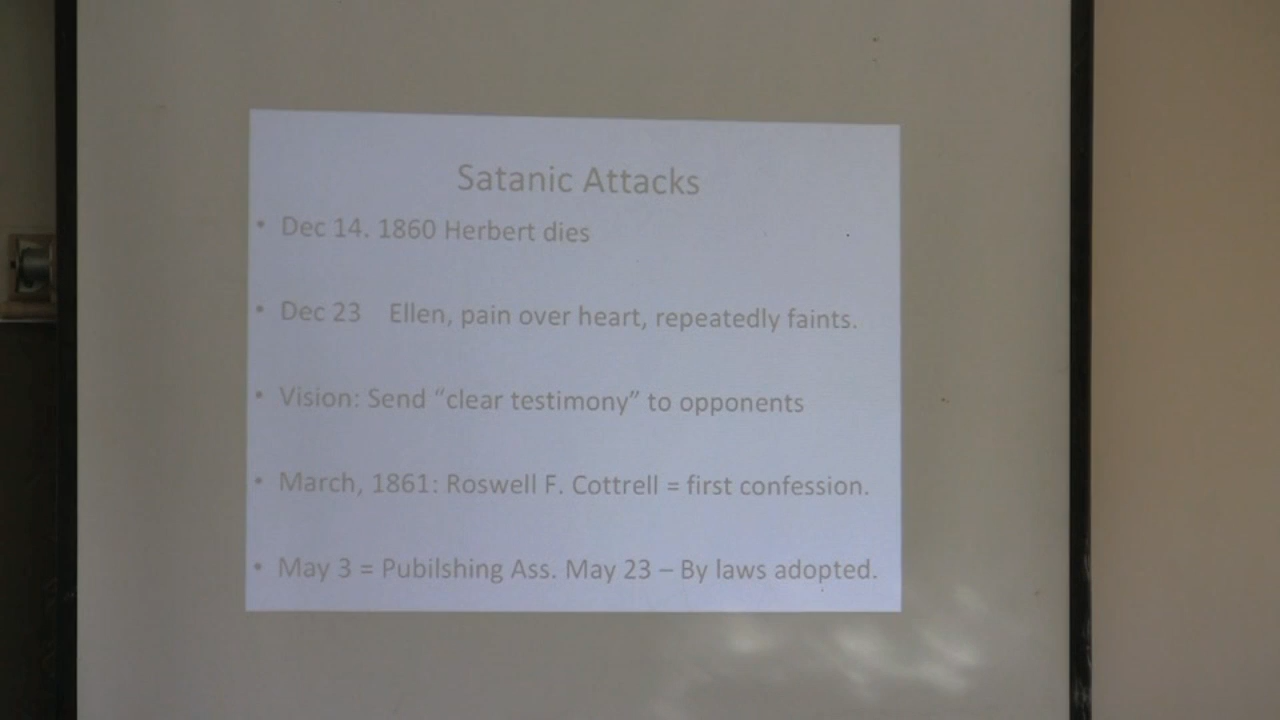 Satanic Attacks
• Dec 14. 1860 Herbert dies
• Dec 23 Ellen, pain over heart, repeatedly faints.
• Vision: Send “clear testimony” to opponents
• March, 1861: Roswell F. Cottrell = first confession.
• May 3 = Pubilshing Ass. May 23 – By laws adopted.